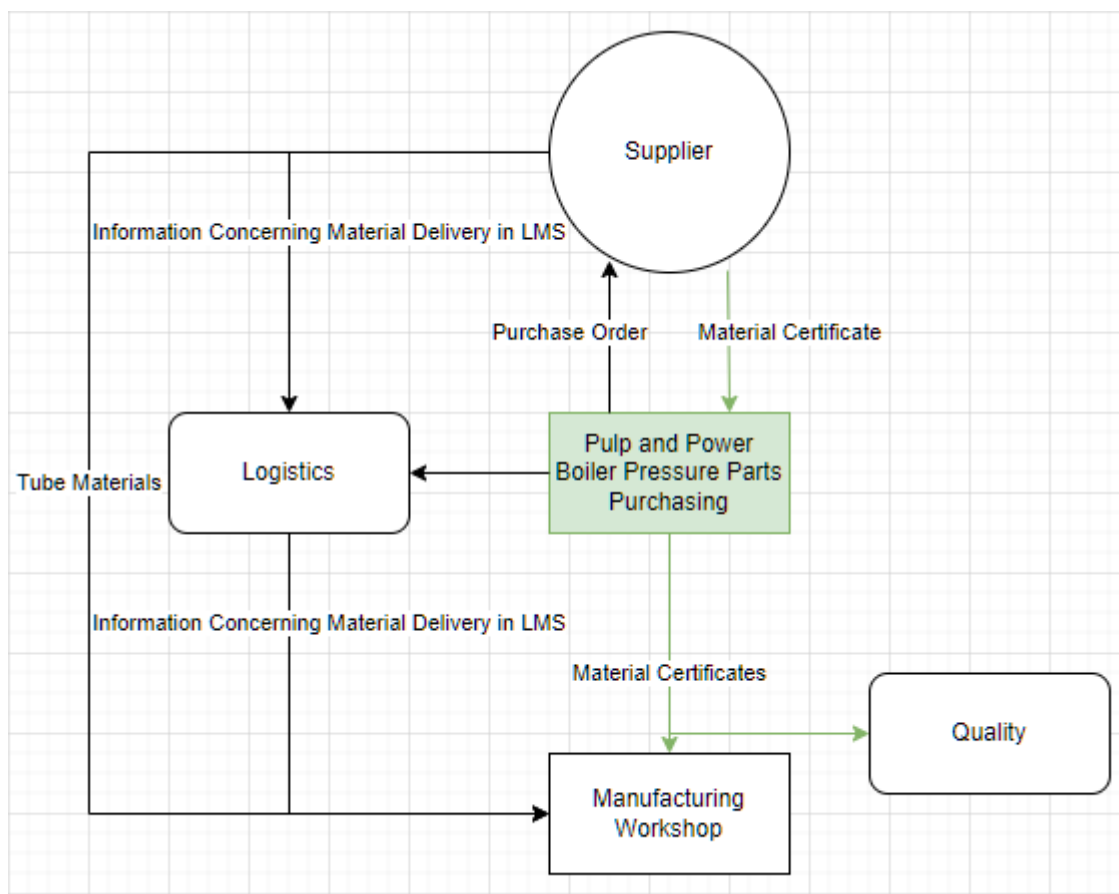 Supplier
Information Concerning Material Delivery in LMS
Purchase Order
Material Certificate
Pulp and Power
Boiler Pressure Parts
Purchasing
Logistics
Tube Materials
Information Concerning Material Delivery in LMS
Material Certificates
Quality
Manufacturing
Workshop